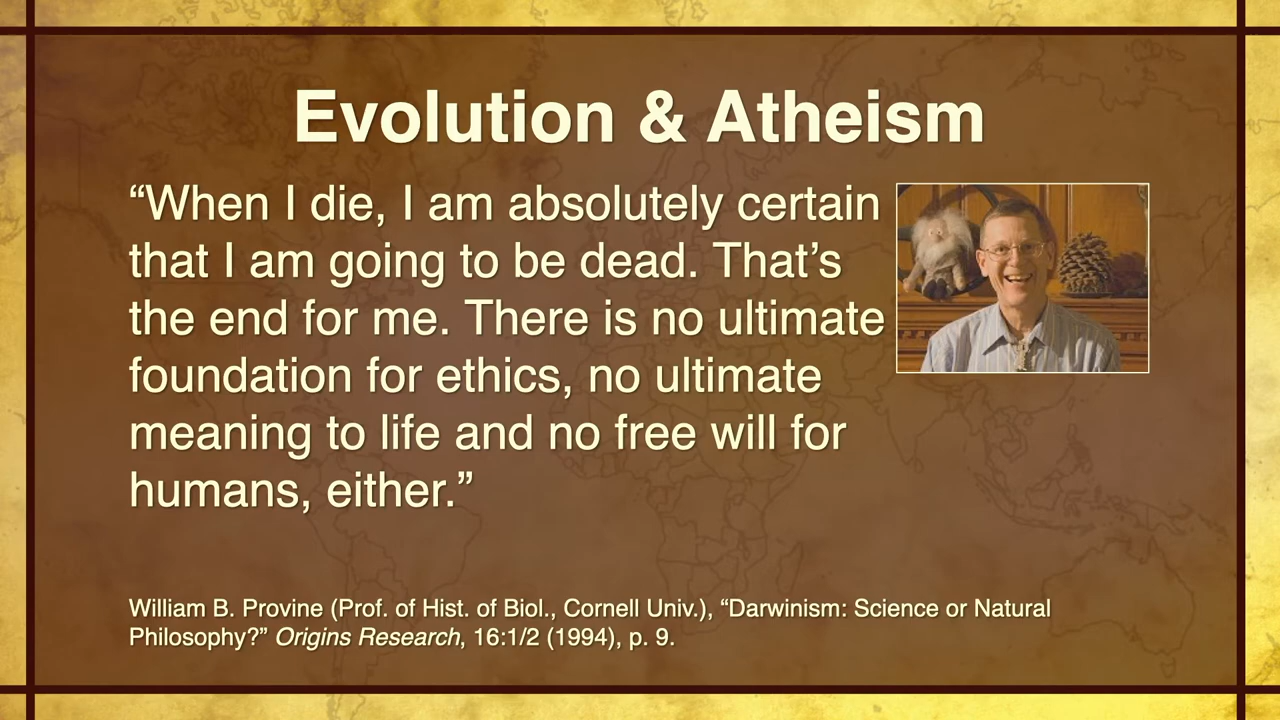 Evolution & Atheism
“When I die, I am absolutely certain
that I am going to be dead. That’s
the end for me. There is no ultimate
foundation for ethics, no ultimate
meaning to life and no free will for
humans, either.”
William B. Provine (Prof. of Hist. of Biol., Cornell Univ.), “Darwinism: Science or Natural
Philosophy?” Origins Research, 16:1/2 (1994), p. 9.